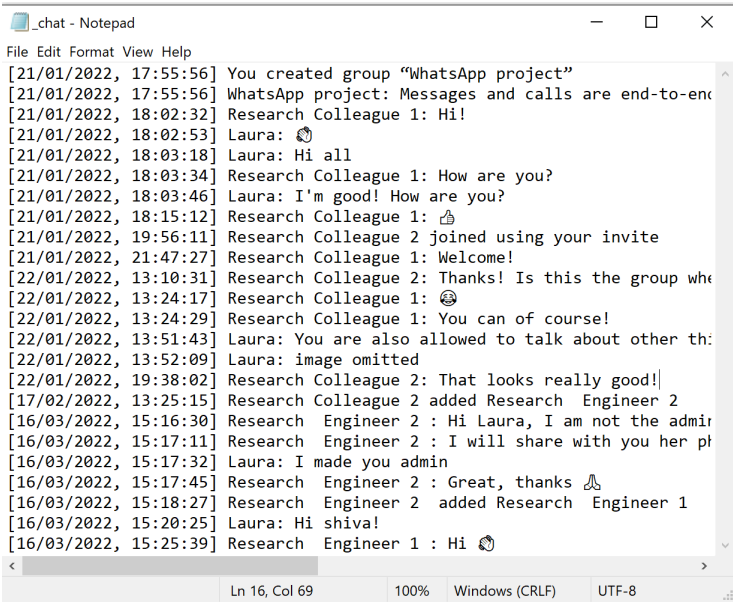 _chat - Notepad
File Edit Format View Help
[21/01/2022, 17:55:56] You created group “WhatsApp project”
[21/01/2022, 17:55:56] WhatsApp project: Messages and calls are end-to-end
[21/01/2022, 18:02:32] Research Colleague 1: Hi!
[21/01/2022, 18:02:53] Laura: 👋
[21/01/2022, 18:03:18] Laura: Hi all
[21/01/2022, 18:03:34] Research Colleague 1: How are you?
[21/01/2022, 18:03:46] Laura: I'm good! How are you?
[21/01/2022, 18:15:12] Research Colleague 1: 👍
[21/01/2022, 19:56:11] Research Colleague 2 joined using your invite
[21/01/2022, 21:47:27] Research Colleague 1: Welcome!
[22/01/2022, 13:10:31] Research Colleague 2: Thanks! Is this the group
[22/01/2022, 13:24:17] Research Colleague 1: 😂
[22/01/2022, 13:24:29] Research Colleague 1: You can of course!
[22/01/2022, 13:51:43] Laura: You are also allowed to talk about other
[22/01/2022, 13:52:09] Laura: image omitted
[22/01/2022, 19:38:02] Research Colleague 2: That looks really good!
[17/02/2022, 13:25:15] Research Colleague 2 added Research  Engineer 2
[16/03/2022, 15:16:30] Research  Engineer 2 : Hi Laura, I am not the
[16/03/2022, 15:17:11] Research  Engineer 2 : I will share with you her
[16/03/2022, 15:17:32] Laura: I made you admin
[16/03/2022, 15:17:45] Research  Engineer 2 : Great, thanks 🙏
[16/03/2022, 15:18:27] Research  Engineer 2  added Research  Engineer 1
[16/03/2022, 15:20:25] Laura: Hi shiva!
[16/03/2022, 15:25:39] Research  Engineer 1 : Hi 👋
Ln 16, Col 69 100% Windows (CRLF) UTF-8